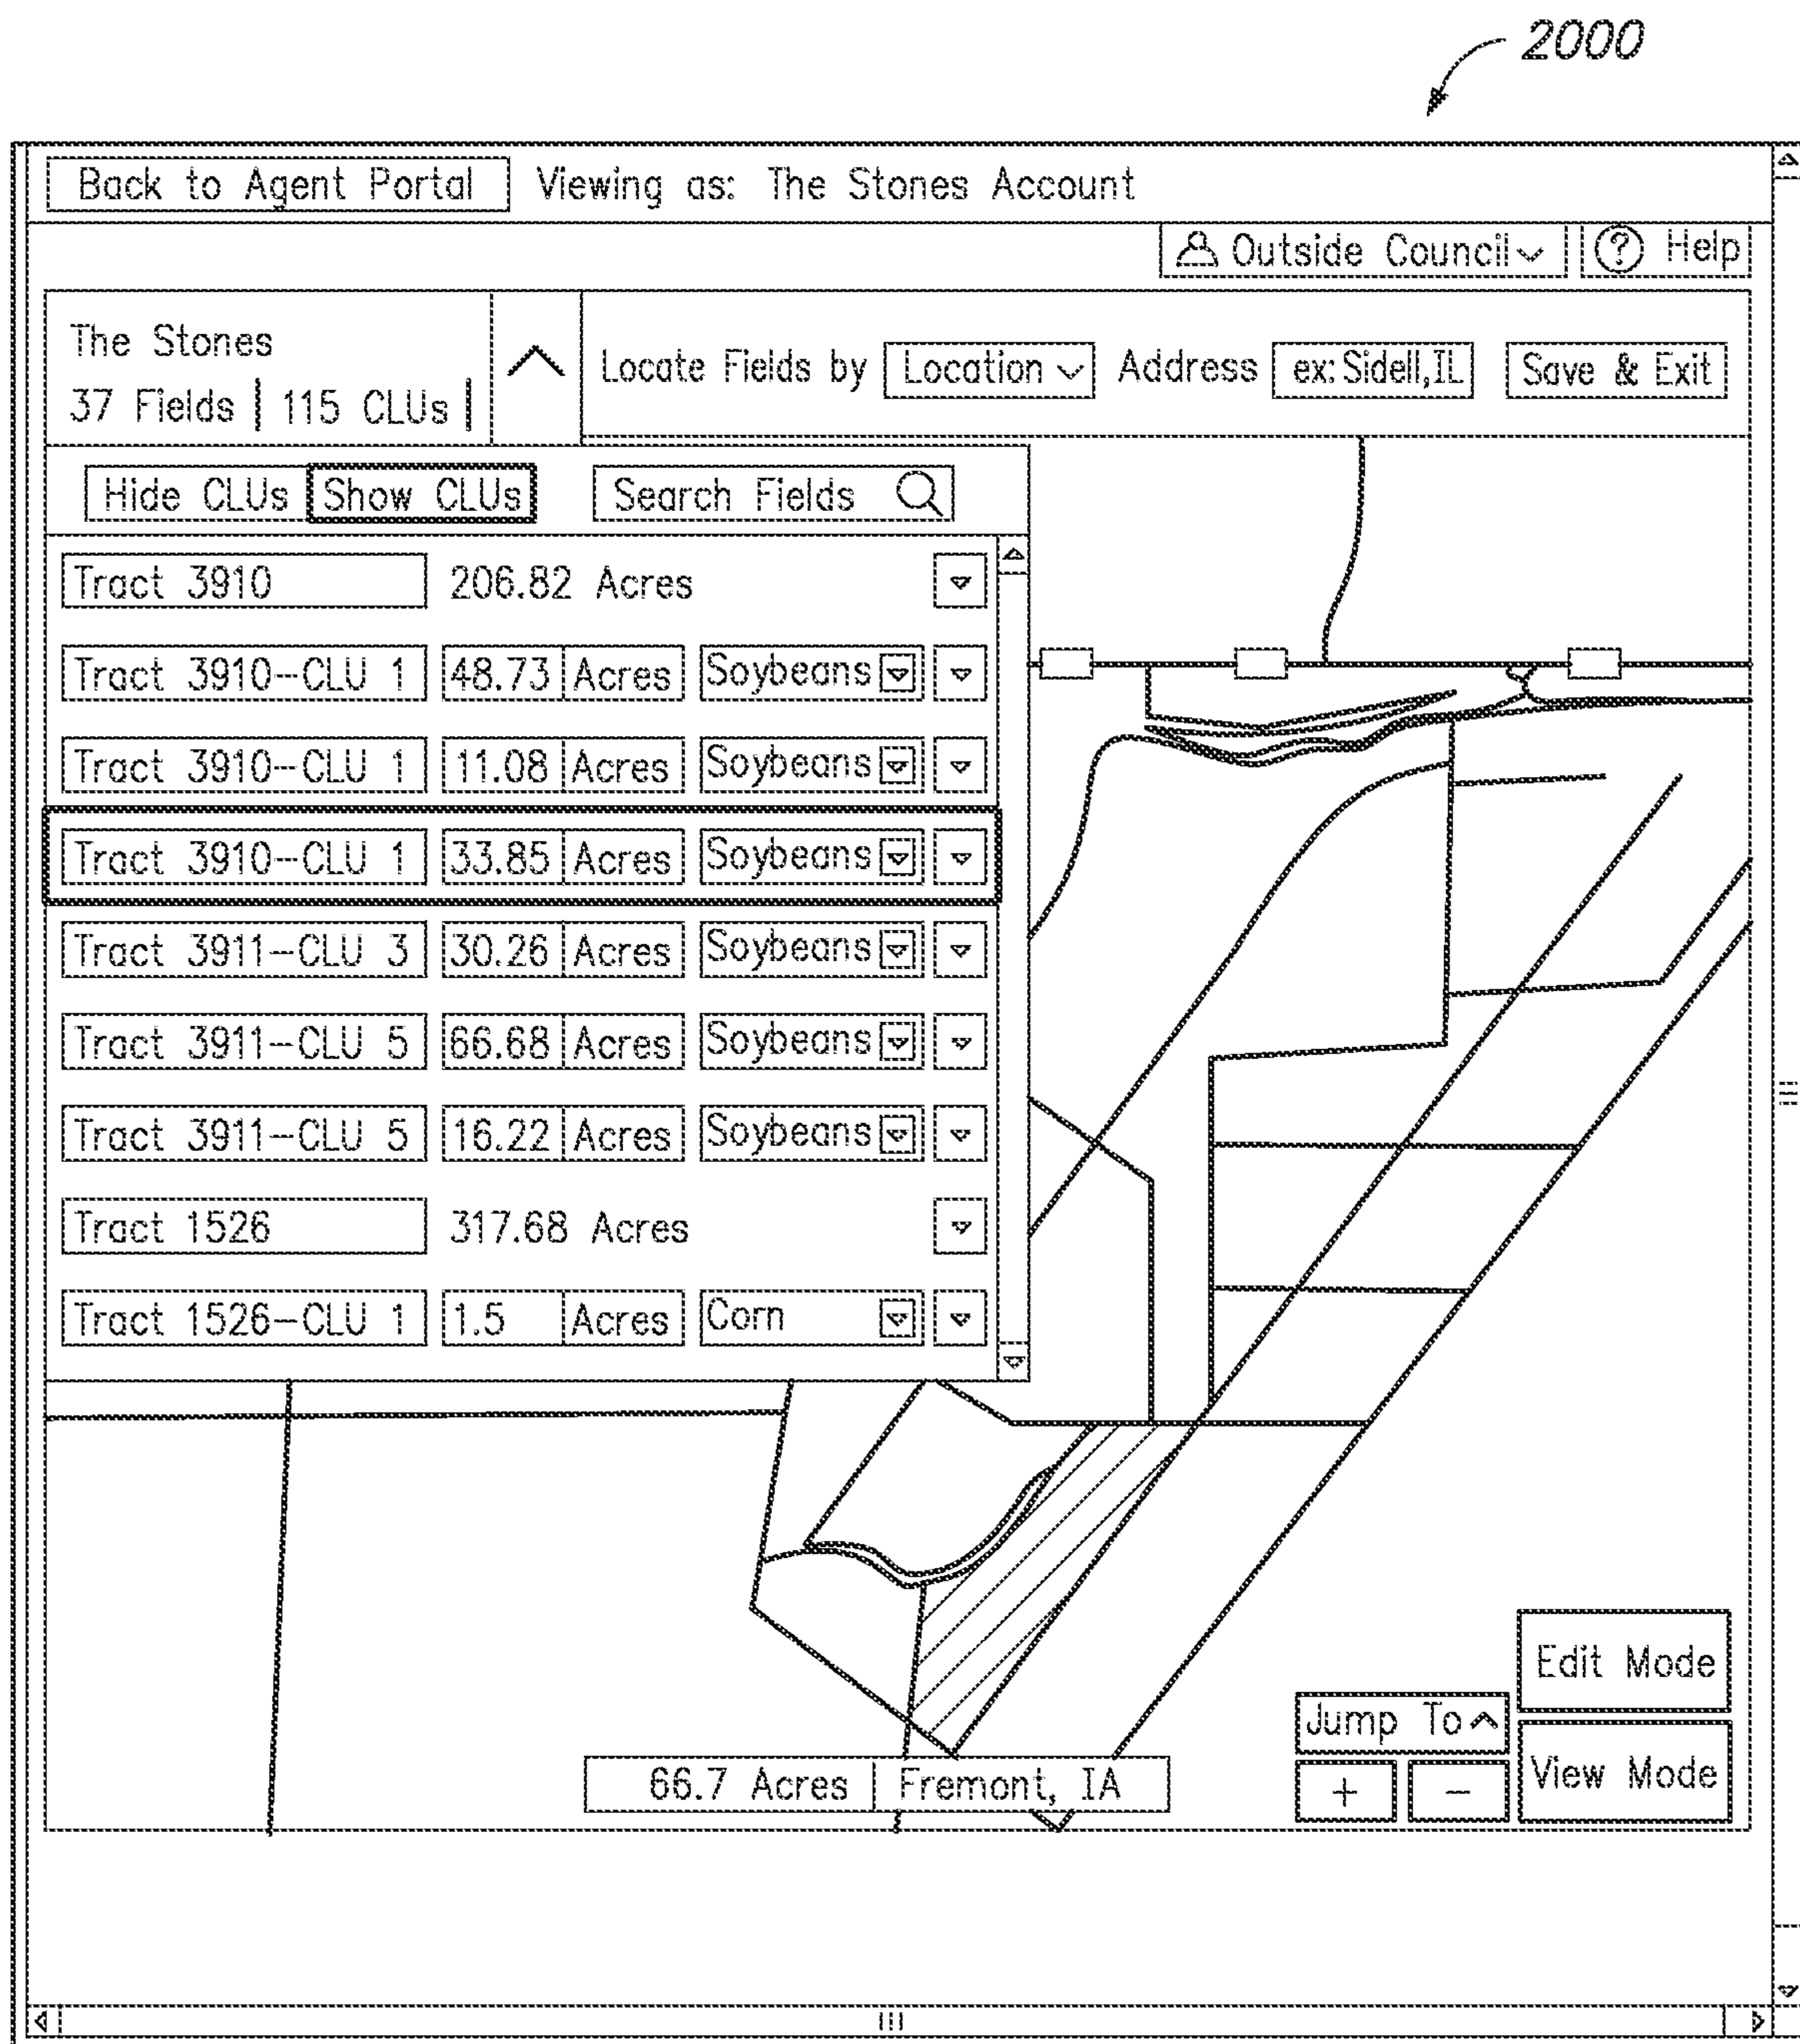 2000
Back to Agent Portal Viewing as: The Stones Account
Outside Council ? Help
The Stones
37 Fields | 115 CLUs |
Locate Fields by Location Address ex: Sidell,IL Save & Exit
Hide CLUs Show CLUs Search Fields
Tract 3910 206.82 Acres
Tract 3910-CLU 1 48.73 Acres Soybeans
Tract 3910-CLU 1 11.08 Acres Soybeans
Tract 3910-CLU 1 33.85 Acres Soybeans
Tract 3911-CLU 3 30.26 Acres Soybeans
Tract 3911-CLU 5 66.68 Acres Soybeans
Tract 3911-CLU 5 16.22 Acres Soybeans
Tract 1526 317.68 Acres
Tract 1526-CLU 1 1.5 Acres Corn
Edit Mode
Jump To
View Mode
+ -
66.7 Acres | Fremont, IA